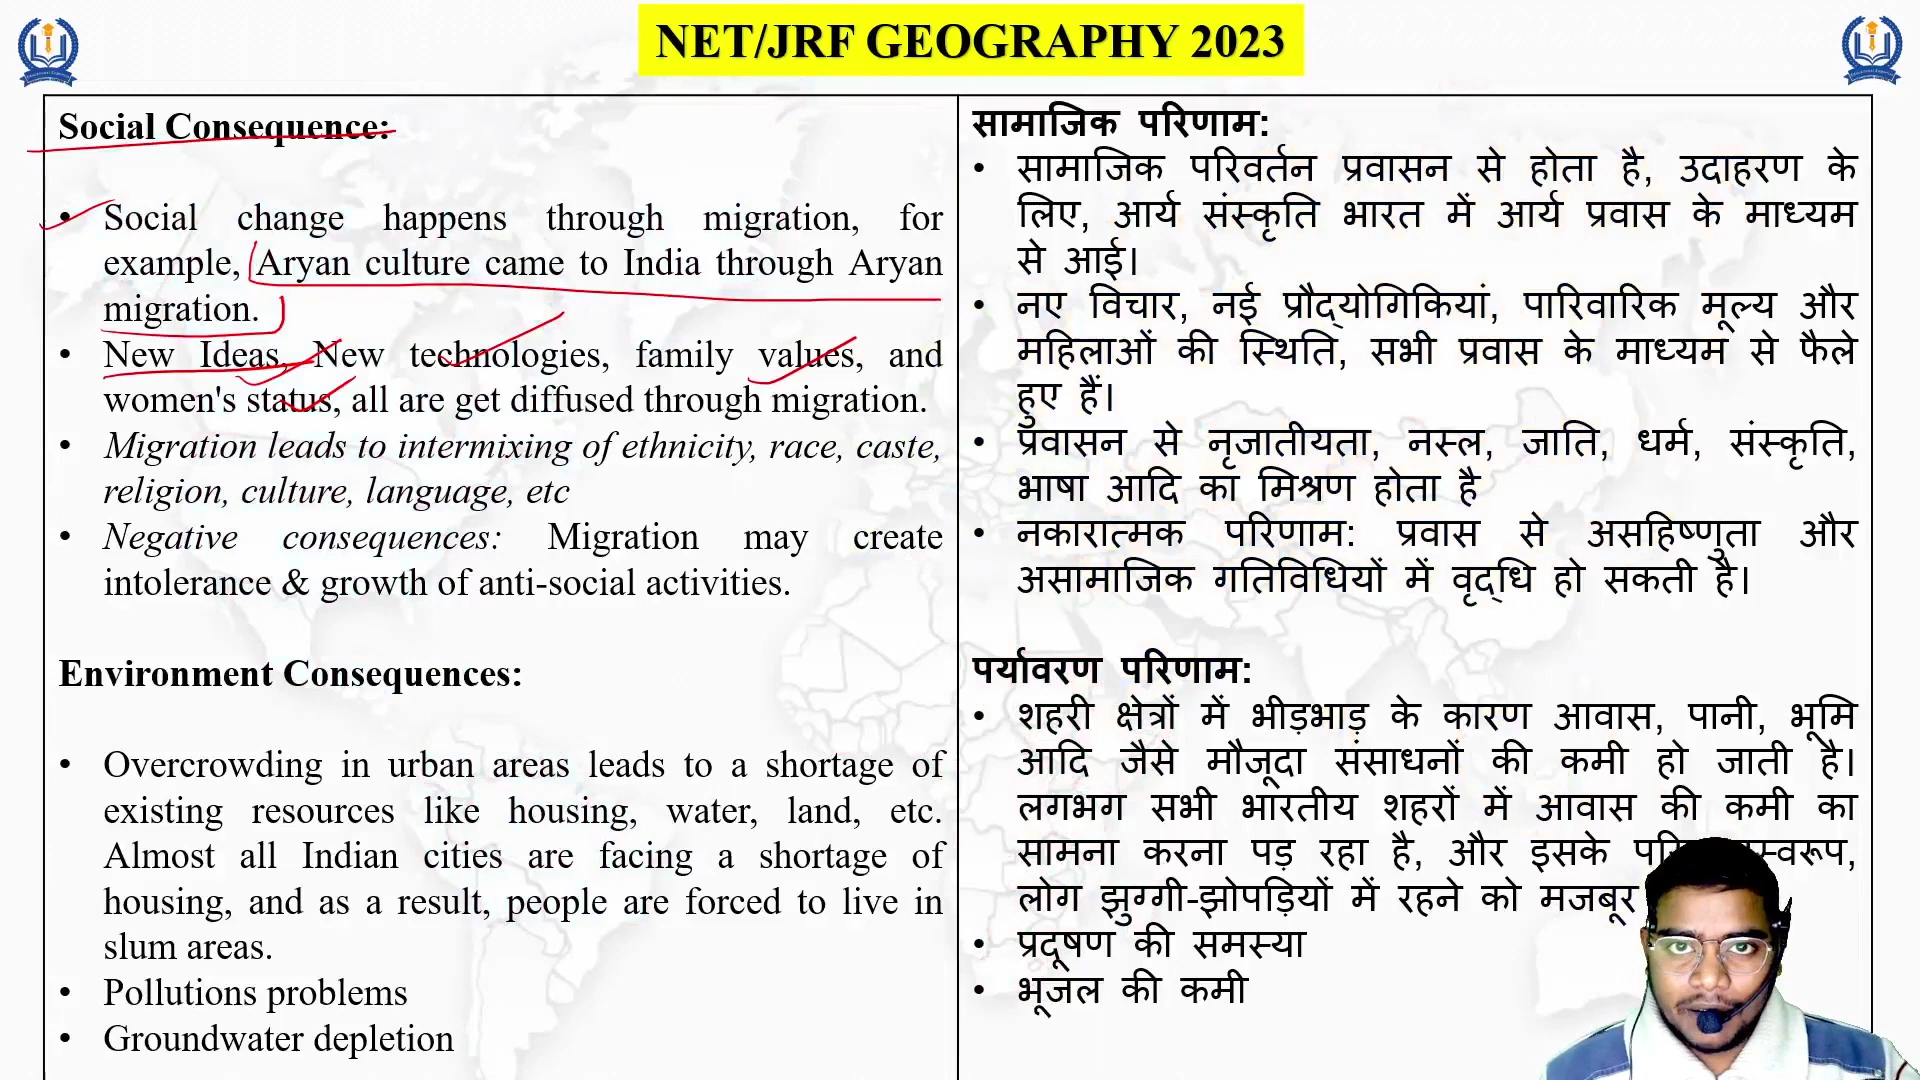 NET/JRF GEOGRAPHY 2023
Social Consequence:
• Social change happens through migration, for
example, Aryan culture came to India through Aryan
migration.
• New Ideas, New technologies, family values, and
women's status, all are get diffused through migration.
• Migration leads to intermixing of ethnicity, race, caste,
religion, culture, language, etc
• Negative consequences: Migration may create
intolerance & growth of anti-social activities.
Environment Consequences:
• Overcrowding in urban areas leads to a shortage of
existing resources like housing, water, land, etc.
Almost all Indian cities are facing a shortage of
housing, and as a result, people are forced to live in
slum areas.
• Pollutions problems
• Groundwater depletion
सामाजिक परिणाम:
• सामाजिक परिवर्तन प्रवासन से होता है, उदाहरण के
लिए, आर्य संस्कृति भारत में आर्य प्रवास के माध्यम
से आई।
• नए विचार, नई प्रौद्योगिकियां, पारिवारिक मूल्य और
महिलाओं की स्थिति, सभी प्रवास के माध्यम से फैले
हुए हैं।
• प्रवासन से नृजातीयता, नस्ल, जाति, धर्म, संस्कृति,
भाषा आदि का मिश्रण होता है
• नकारात्मक परिणाम: प्रवास से असहिष्णुता और
असामाजिक गतिविधियों में वृद्धि हो सकती है।
पर्यावरण परिणाम:
• शहरी क्षेत्रों में भीड़भाड़ के कारण आवास, पानी, भूमि
आदि जैसे मौजूदा संसाधनों की कमी हो जाती है।
लगभग सभी भारतीय शहरों में आवास की कमी का
सामना करना पड़ रहा है, और इसके
लोग झुग्गी-झोपड़ियों में रहने को मजबूर
• प्रदूषण की समस्या
• भूजल की कमी